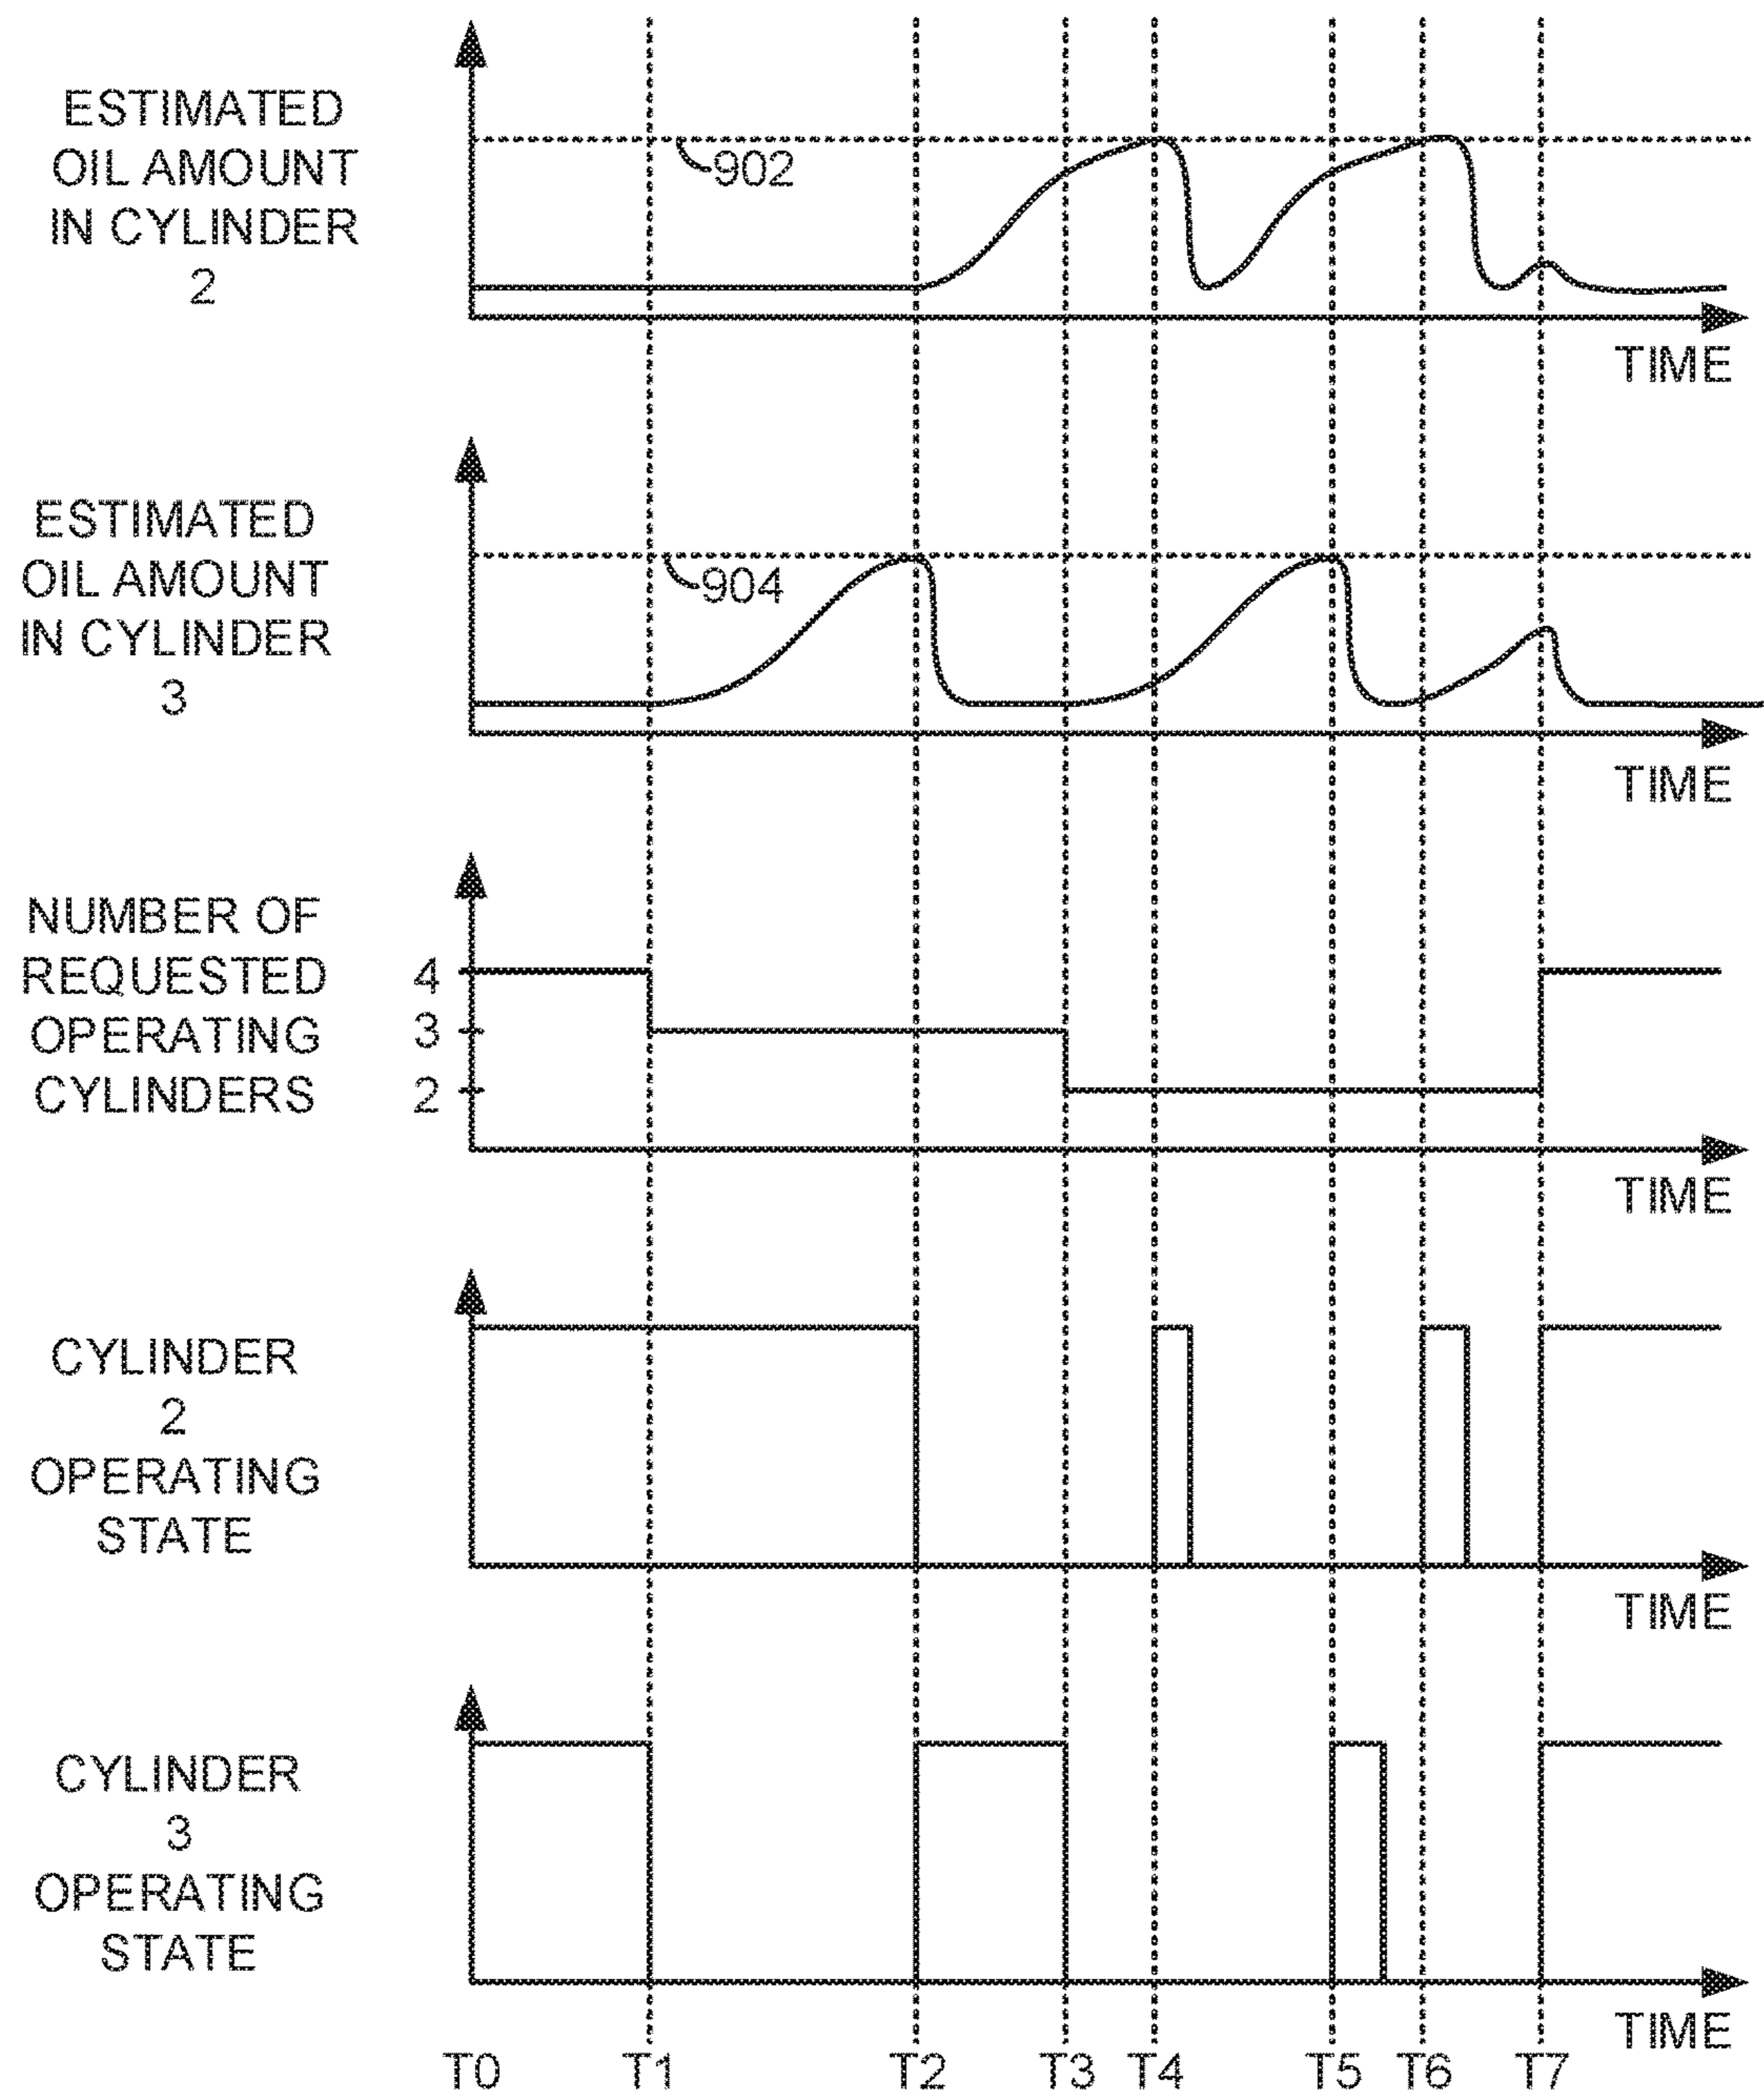 ESTIMATED
OIL AMOUNT
IN CYLINDER
2
902
TIME
ESTIMATED
OIL AMOUNT
IN CYLINDER
3
904
TIME
NUMBER OF
REQUESTED
OPERATING
CYLINDERS
4
3
2
TIME
CYLINDER
2
OPERATING
STATE
TIME
CYLINDER
3
OPERATING
STATE
TIME
T0 T1 T2 T3 T4 T5 T6 T7